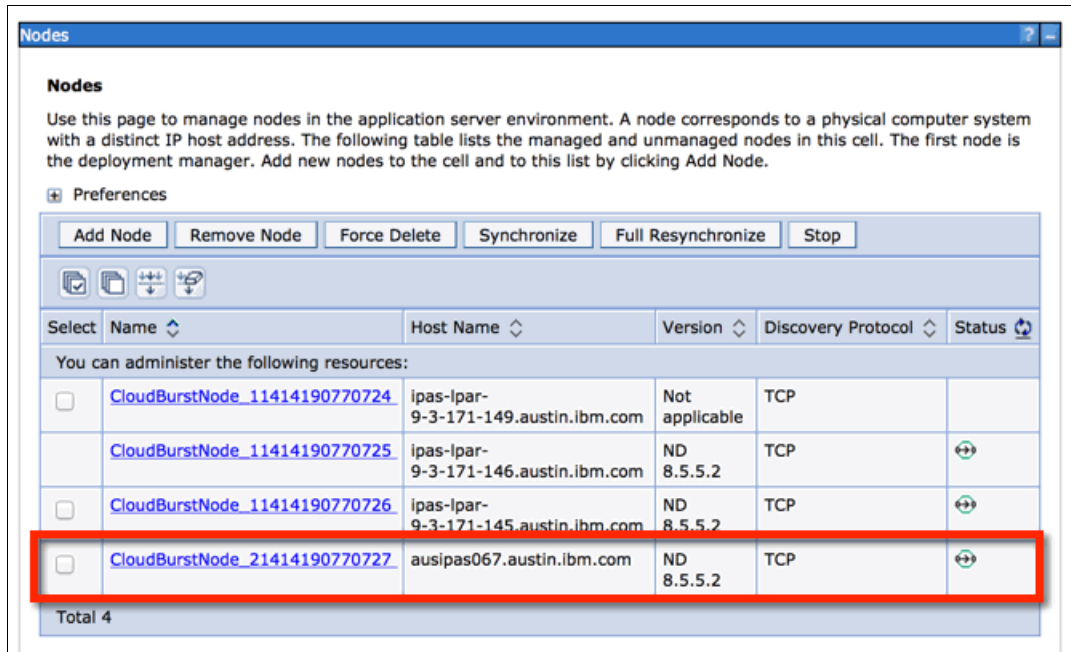 Nodes ? –
Nodes
Use this page to manage nodes in the application server environment. A node corresponds to a physical computer system
with a distinct IP host address. The following table lists the managed and unmanaged nodes in this cell. The first node is
the deployment manager. Add new nodes to the cell and to this list by clicking Add Node.
+ Preferences
Add Node Remove Node Force Delete Synchronize Full Resynchronize Stop
Select Name Host Name Version Discovery Protocol Status
You can administer the following resources:
CloudBurstNode_11414190770724 ipas-lpar- Not TCP
9-3-171-149.austin.ibm.com applicable
CloudBurstNode_11414190770725 ipas-lpar- ND TCP
9-3-171-146.austin.ibm.com 8.5.5.2
CloudBurstNode_11414190770726 ipas-lpar- ND TCP
9-3-171-145.austin.ibm.com 8.5.5.2
CloudBurstNode_21414190770727 ausipas067.austin.ibm.com ND TCP
8.5.5.2
Total 4